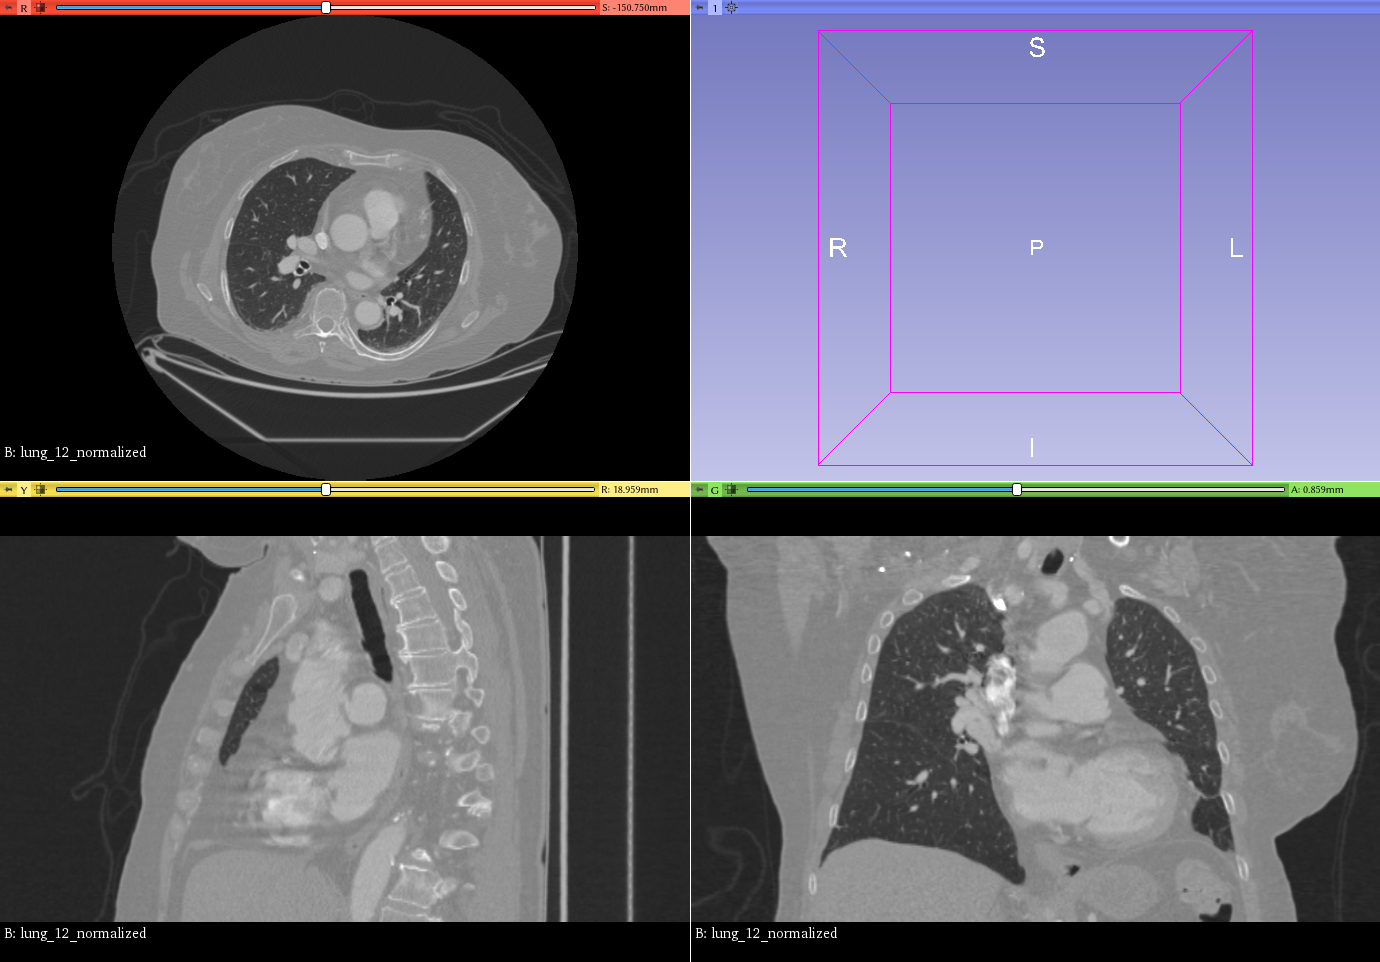 R S: -150.750mm
B: lung_12_normalized
1
S
R P L
I
Y R: 18.959mm
B: lung_12_normalized
G A: 0.859mm
B: lung_12_normalized